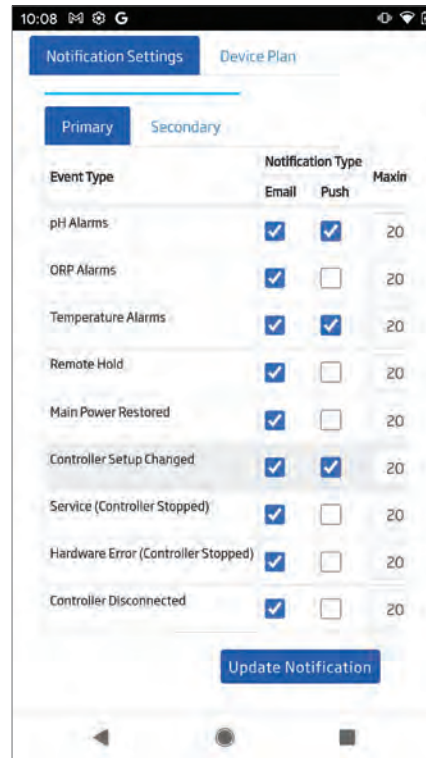 10:08 G
Notification Settings Device Plan
Primary Secondary
Notification Type
Event Type Maxin
Email Push
pH Alarms 20
ORP Alarms 20
Temperature Alarms 20
Remote Hold 20
Main Power Restored 20
Controller Setup Changed 20
Service (Controller Stopped) 20
Hardware Error (Controller Stopped) 20
Controller Disconnected 20
Update Notification